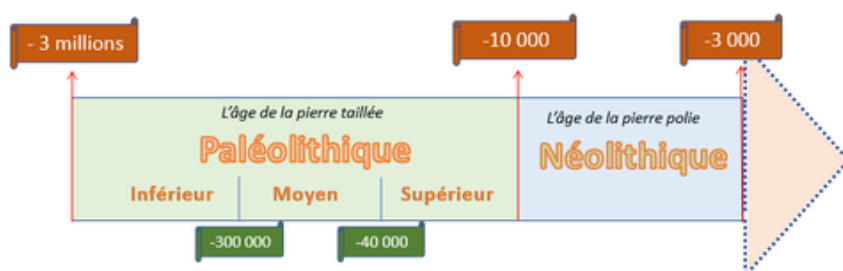 - 3 millions
-10 000
-3 000
L'âge de la pierre taillée
Paléolithique
L'âge de la pierre polie
Néolithique
Inférieur
Moyen
Supérieur
-300 000
-40 000